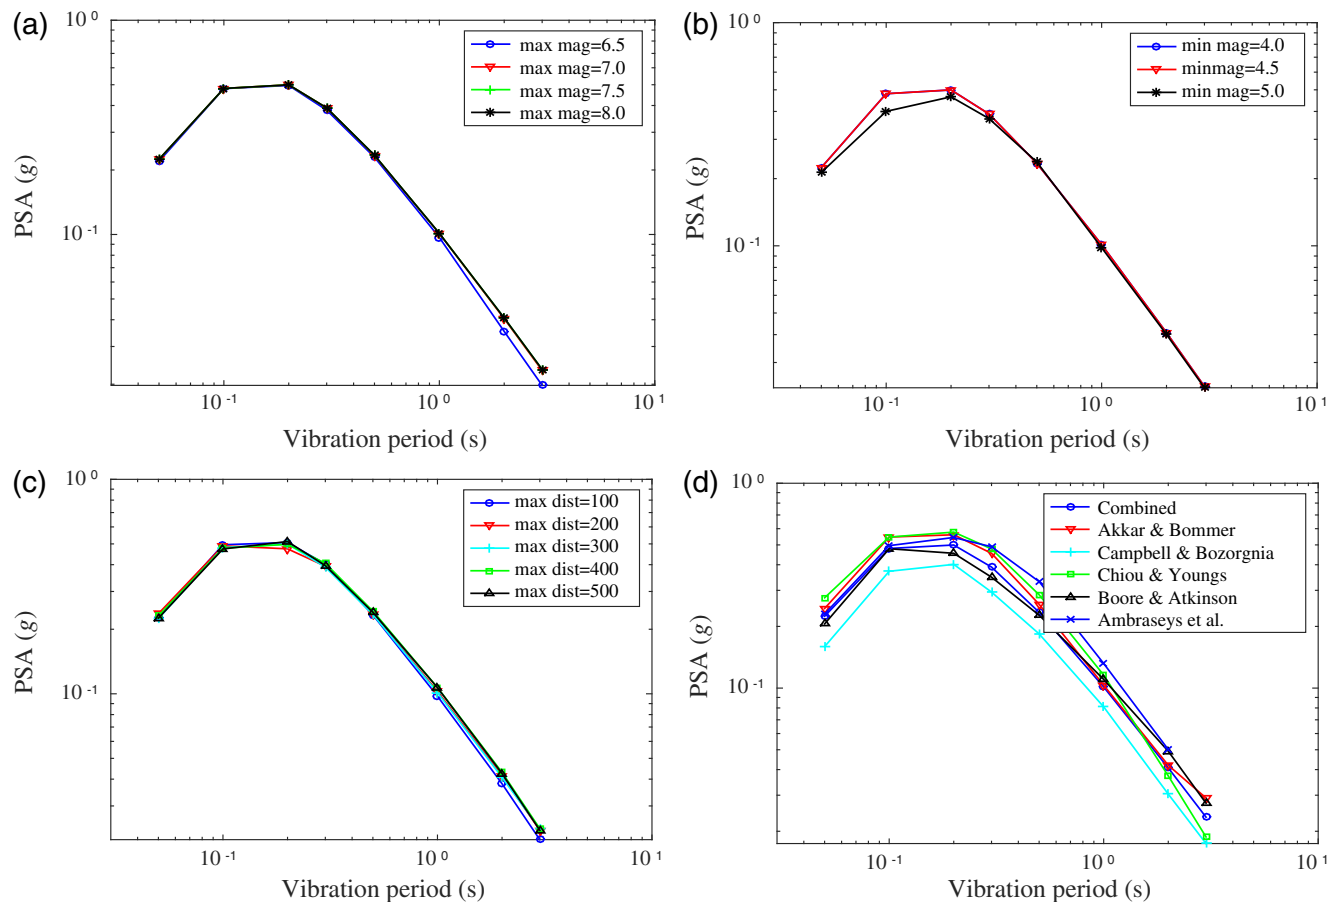 (a)
10⁰
10⁻¹
PSA (g)
max mag=6.5
max mag=7.0
max mag=7.5
max mag=8.0
10⁻¹
10⁰
10¹
Vibration period (s)
(b)
10⁰
10⁻¹
PSA (g)
min mag=4.0
minmag=4.5
min mag=5.0
10⁻¹
10⁰
10¹
Vibration period (s)
(c)
10⁰
10⁻¹
PSA (g)
max dist=100
max dist=200
max dist=300
max dist=400
max dist=500
10⁻¹
10⁰
10¹
Vibration period (s)
(d)
10⁰
10⁻¹
PSA (g)
Combined
Akkar & Bommer
Campbell & Bozorgnia
Chiou & Youngs
Boore & Atkinson
Ambraseys et al.
10⁻¹
10⁰
10¹
Vibration period (s)